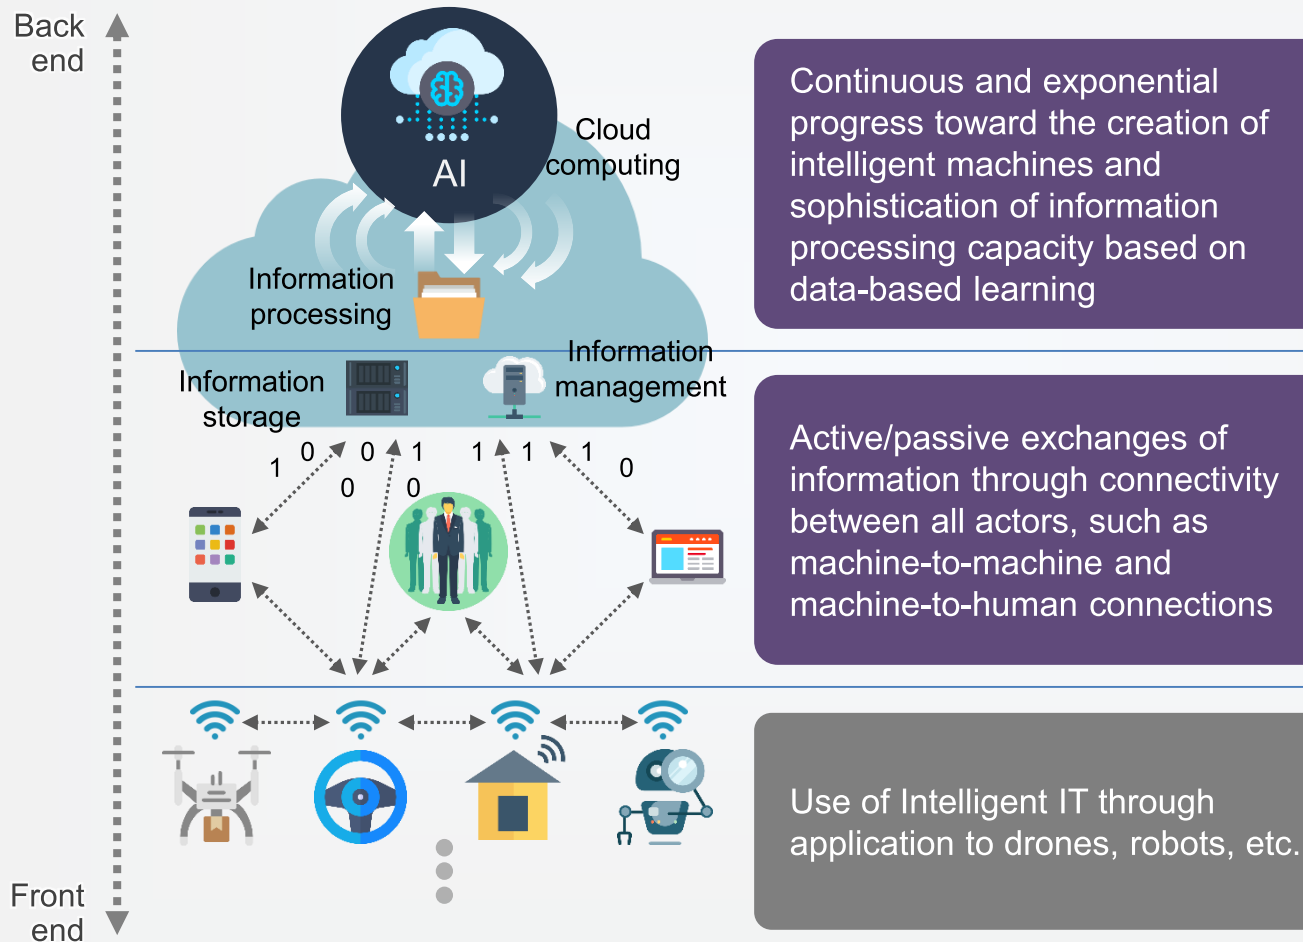 Back
end
AI
Cloud
computing
Information
processing
Information
storage
Information
management
1 0 0 0 1 0 1 1 1 0
Front
end
Continuous and exponential
progress toward the creation of
intelligent machines and
sophistication of information
processing capacity based on
data-based learning
Active/passive exchanges of
information through connectivity
between all actors, such as
machine-to-machine and
machine-to-human connections
Use of Intelligent IT through
application to drones, robots, etc.